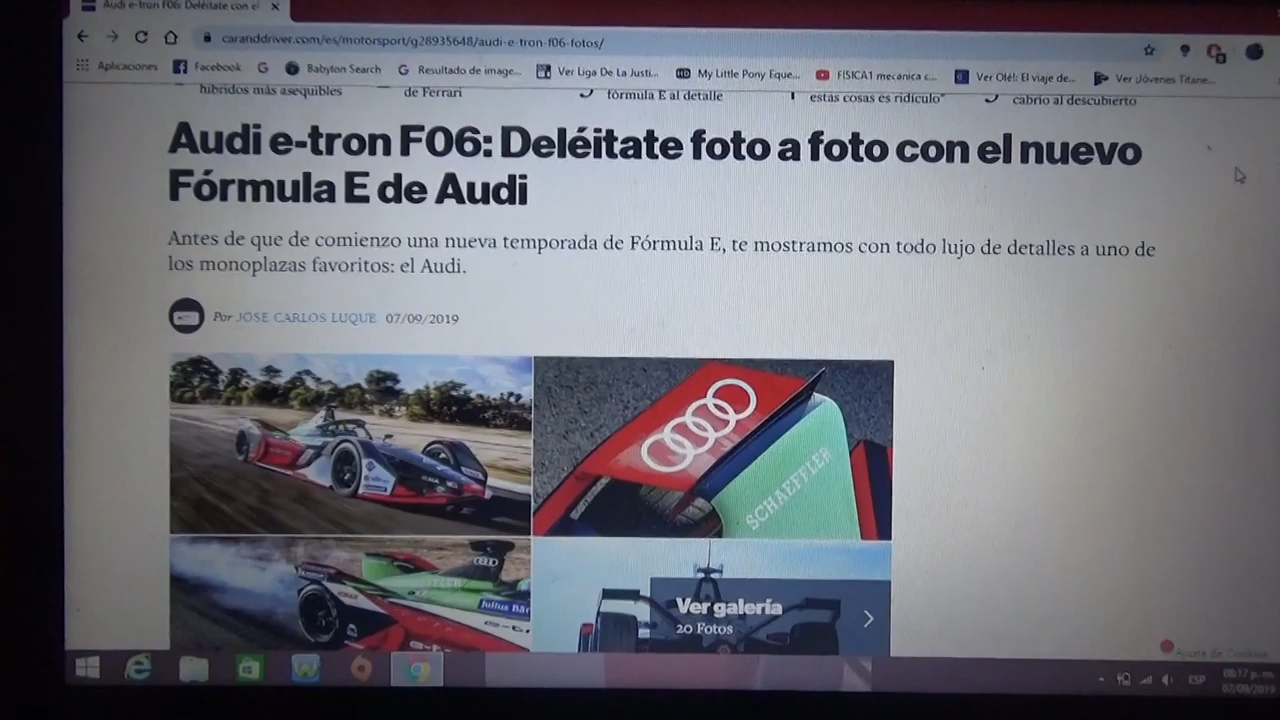 Audi e-tron F06: Deléitate con el
caranddriver.com/es/motorsport/g28935648/audi-e-tron-f06-fotos/
Aplicaciones Facebook G Babylon Search Resultado de image... Ver Liga De La Justi... My Little Pony Eque... FISICA1 mecanica c... Ver Olé!: El viaje de... Ver Jóvenes Titane...
híbridos más asequibles de Ferrari fórmula E al detalle estas cosas es ridículo" cabrio al descubierto
Audi e-tron F06: Deléitate foto a foto con el nuevo
Fórmula E de Audi
Antes de que de comienzo una nueva temporada de Fórmula E, te mostramos con todo lujo de detalles a uno de
los monoplazas favoritos: el Audi.
Por JOSE CARLOS LUQUE 07/09/2019
SCHAEFFLER
Julius Bär
Ver galería
20 Fotos
Ajuste de Cookies
ESP
08:17 p. m.
07/09/2019